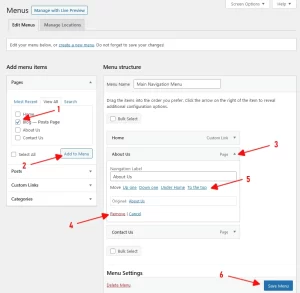 Screen Options
Help
Menus
Manage with Live Preview
Edit Menus
Manage Locations
Edit your menu below, or create a new menu. Do not forget to save your changes!
Add menu items
Menu structure
Pages
Menu Name
Main Navigation Menu
Most Recent
View All
Search
Drag the items into the order you prefer. Click the arrow on the right of the item to reveal
additional configuration options.
Home
1
Blog — Posts Page
About Us
Contact Us
Bulk Select
Home
Custom Link
Select All
Add to Menu
2
About Us
Page
3
Posts
Navigation Label
About Us
Custom Links
Move
Up one
Down one
Under Home
To the top
5
Categories
Original: About Us
4
Remove | Cancel
Contact Us
Page
Bulk Select
Menu Settings
6
Delete Menu
Save Menu